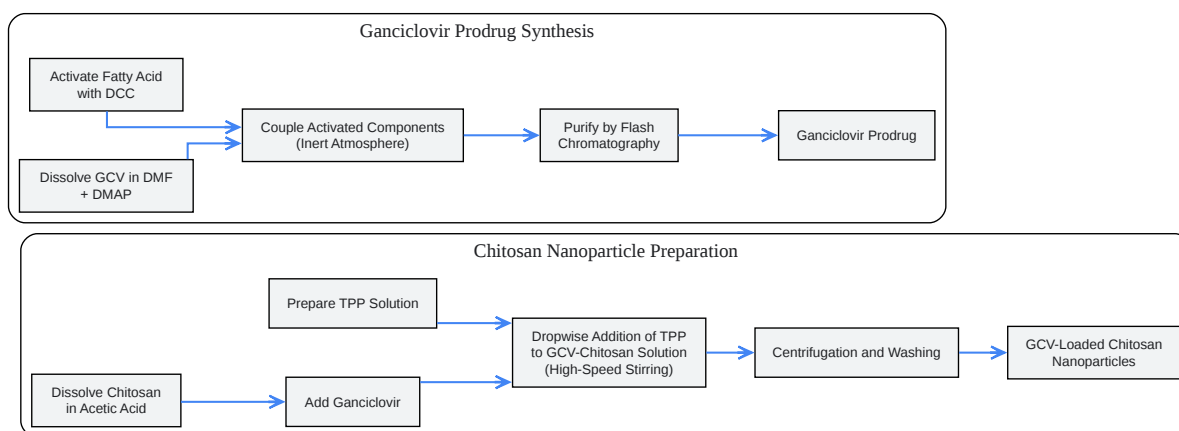 Ganciclovir Prodrug Synthesis
Activate Fatty Acid
with DCC
Couple Activated Components
(Inert Atmosphere)
Purify by Flash
Chromatography
Ganciclovir Prodrug
Dissolve GCV in DMF
+ DMAP
Chitosan Nanoparticle Preparation
Prepare TPP Solution
Dropwise Addition of TPP
to GCV-Chitosan Solution
(High-Speed Stirring)
Centrifugation and Washing
GCV-Loaded Chitosan
Nanoparticles
Dissolve Chitosan
in Acetic Acid
Add Ganciclovir